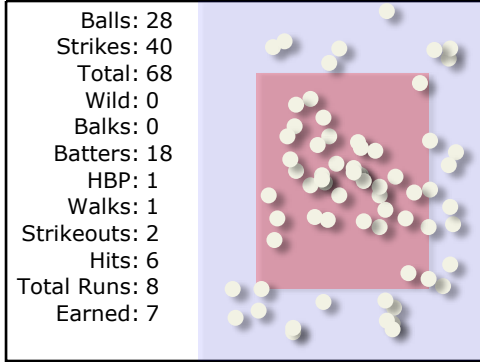 Balls: 28
Strikes: 40
Total: 68
Wild: 0
Balks: 0
Batters: 18
HBP: 1
Walks: 1
Strikeouts: 2
Hits: 6
Total Runs: 8
Earned: 7